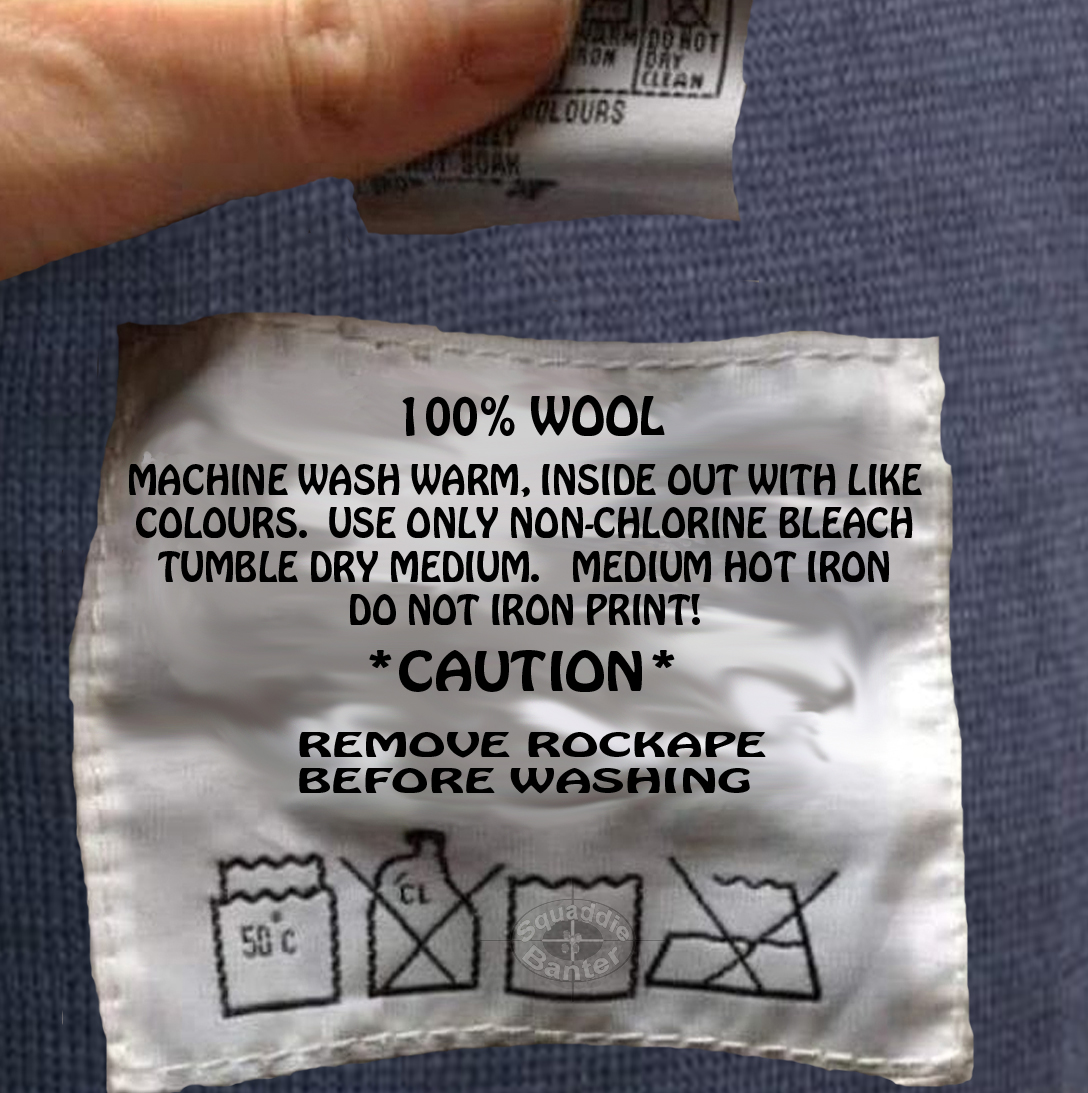 DO NOT
DRY
CLEAN
COLOURS
100% WOOL
MACHINE WASH WARM, INSIDE OUT WITH LIKE
COLOURS. USE ONLY NON-CHLORINE BLEACH
TUMBLE DRY MEDIUM. MEDIUM HOT IRON
DO NOT IRON PRINT!
*CAUTION*
REMOVE ROCKAPE
BEFORE WASHING
50°C
CL
Squaddie
Banter